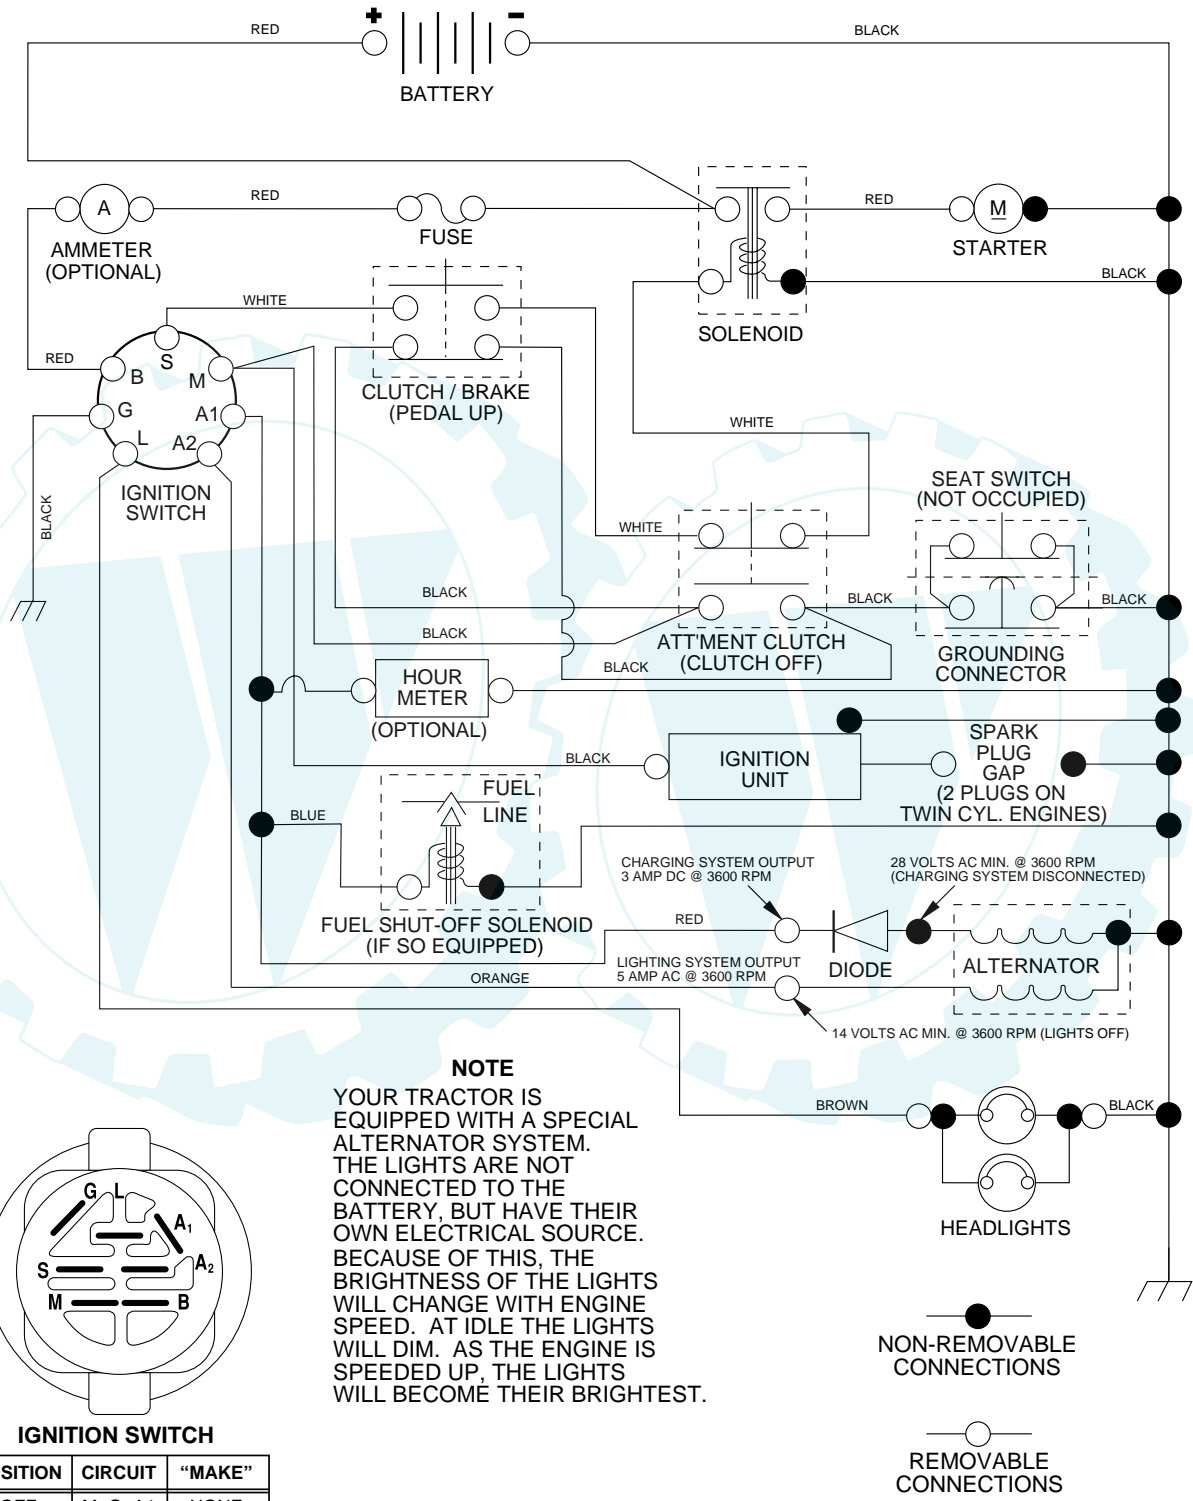 RED
+
-
BLACK
BATTERY
RED
A
AMMETER
(OPTIONAL)
FUSE
RED
M
STARTER
BLACK
SOLENOID
WHITE
RED
S
B
M
G
A1
L
A2
IGNITION
SWITCH
BLACK
CLUTCH / BRAKE
(PEDAL UP)
WHITE
WHITE
SEAT SWITCH
(NOT OCCUPIED)
BLACK
BLACK
BLACK
BLACK
ATT'MENT CLUTCH
(CLUTCH OFF)
GROUNDING
CONNECTOR
BLACK
HOUR
METER
(OPTIONAL)
BLACK
IGNITION
UNIT
SPARK
PLUG
GAP
(2 PLUGS ON
TWIN CYL. ENGINES)
BLUE
FUEL
LINE
FUEL SHUT-OFF SOLENOID
(IF SO EQUIPPED)
CHARGING SYSTEM OUTPUT
3 AMP DC @ 3600 RPM
28 VOLTS AC MIN. @ 3600 RPM
(CHARGING SYSTEM DISCONNECTED)
RED
DIODE
ALTERNATOR
LIGHTING SYSTEM OUTPUT
5 AMP AC @ 3600 RPM
ORANGE
14 VOLTS AC MIN. @ 3600 RPM (LIGHTS OFF)
NOTE
YOUR TRACTOR IS
EQUIPPED WITH A SPECIAL
ALTERNATOR SYSTEM.
THE LIGHTS ARE NOT
CONNECTED TO THE
BATTERY, BUT HAVE THEIR
OWN ELECTRICAL SOURCE.
BECAUSE OF THIS, THE
BRIGHTNESS OF THE LIGHTS
WILL CHANGE WITH ENGINE
SPEED. AT IDLE THE LIGHTS
WILL DIM. AS THE ENGINE IS
SPEEDED UP, THE LIGHTS
WILL BECOME THEIR BRIGHTEST.
BROWN
BLACK
HEADLIGHTS
G
L
A1
S
A2
M
B
IGNITION SWITCH
SITION CIRCUIT "MAKE"
NON-REMOVABLE
CONNECTIONS
REMOVABLE
CONNECTIONS